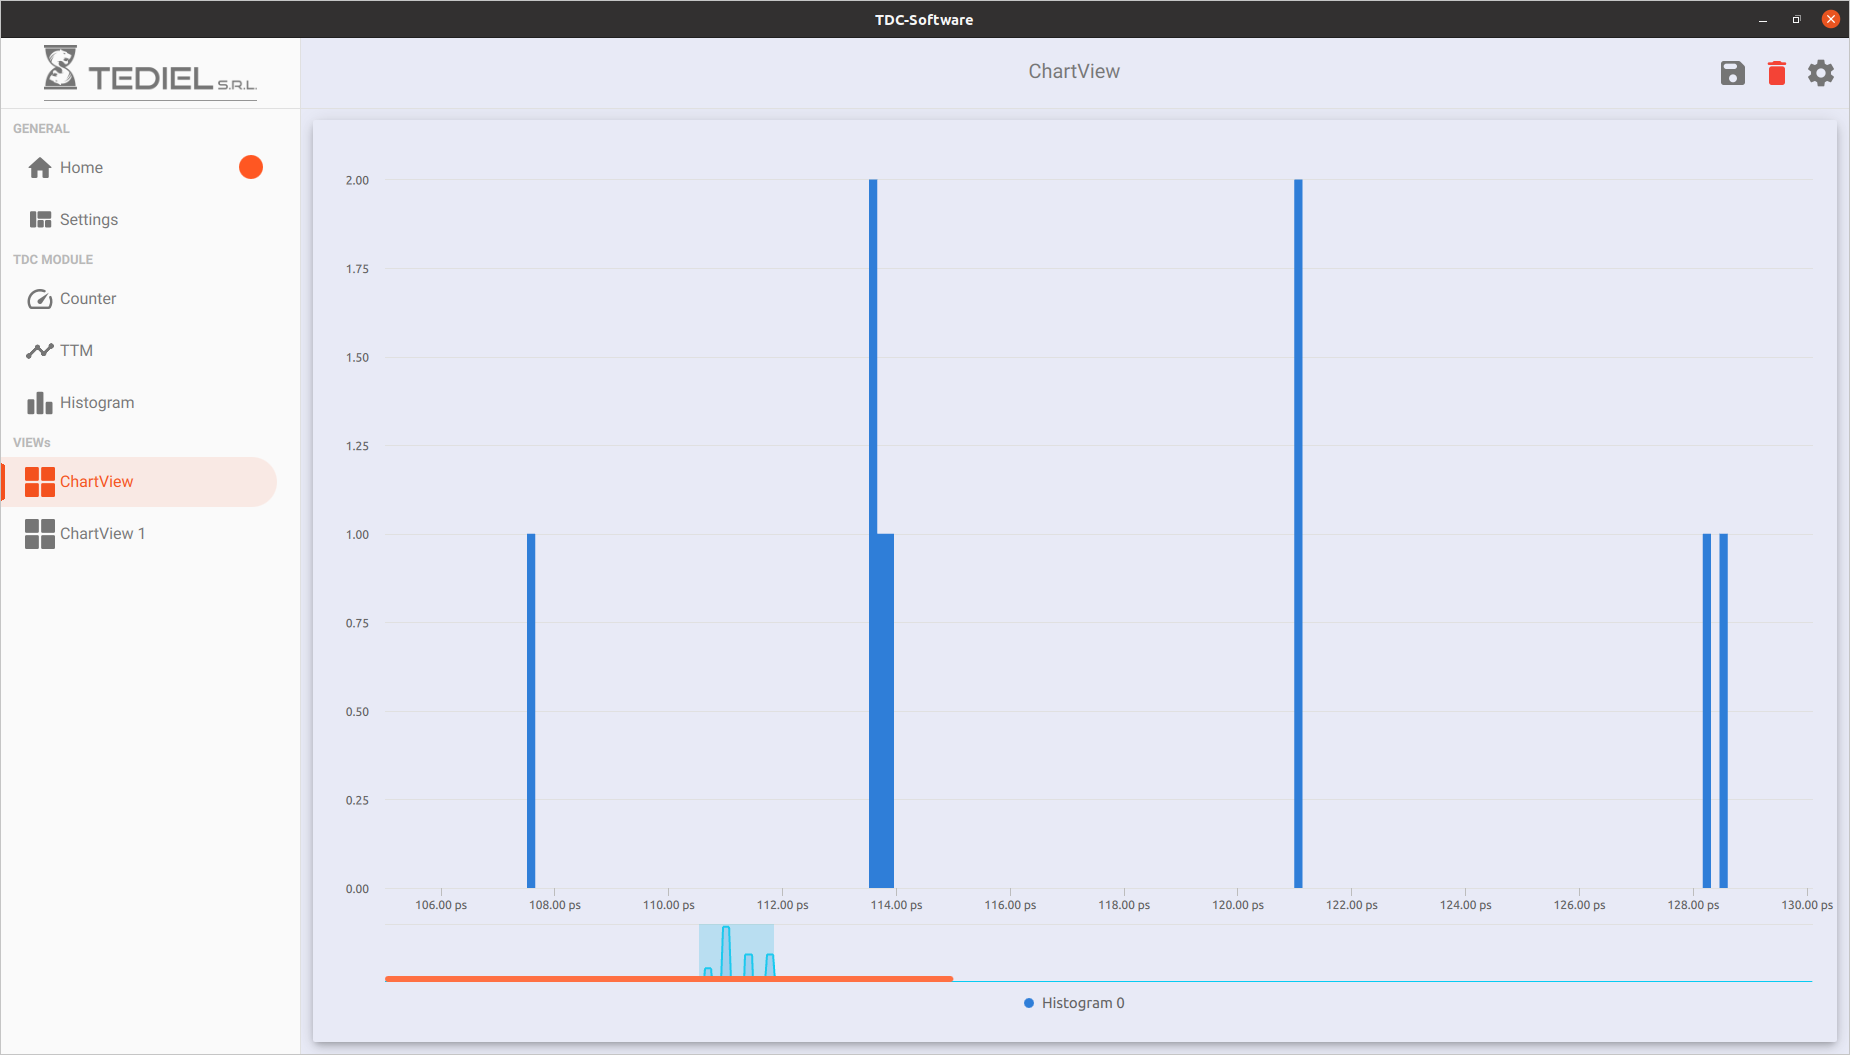 TDC-Software
TEDIEL S.R.L.
ChartView
GENERAL
Home
Settings
TDC MODULE
Counter
TTM
Histogram
VIEWs
ChartView
ChartView 1
2.00
1.75
1.50
1.25
1.00
0.75
0.50
0.25
0.00
106.00 ps 108.00 ps 110.00 ps 112.00 ps 114.00 ps 116.00 ps 118.00 ps 120.00 ps 122.00 ps 124.00 ps 126.00 ps 128.00 ps 130.00 ps
Histogram 0